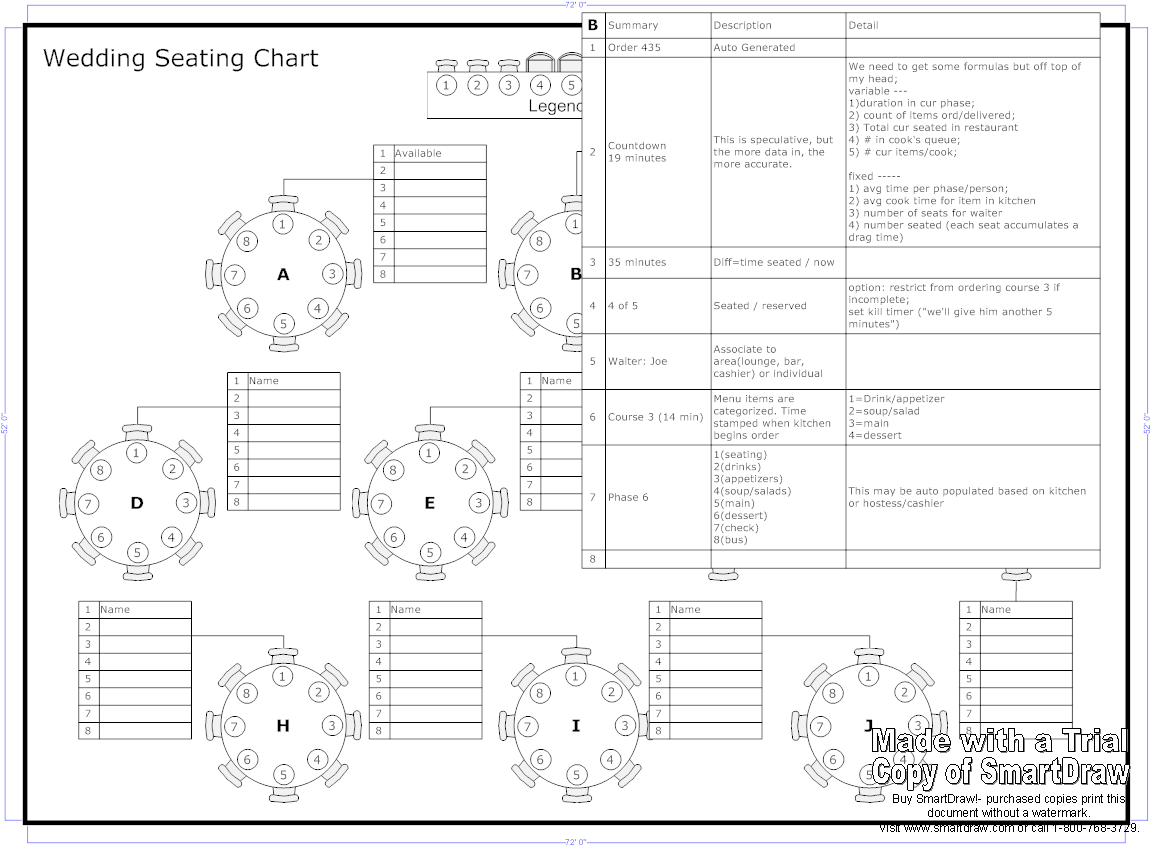 72' 0"
52' 0"
52' 0"
Wedding Seating Chart
1 2 3 4 5
Legend
B Summary Description Detail
1 Order 435 Auto Generated
2
Countdown
19 minutes
This is speculative, but
the more data in, the
more accurate.
We need to get some formulas but off top of
my head;
variable ---
1)duration in cur phase;
2) count of items ord/delivered;
3) Total cur seated in restaurant
4) # in cook's queue;
5) # cur items/cook;
fixed -----
1) avg time per phase/person;
2) avg cook time for item in kitchen
3) number of seats for waiter
4) number seated (each seat accumulates a
drag time)
3 35 minutes Diff=time seated / now
4 4 of 5 Seated / reserved
option: restrict from ordering course 3 if
incomplete;
set kill timer ("we'll give him another 5
minutes")
5 Waiter: Joe
Associate to
area(lounge, bar,
cashier) or individual
6 Course 3 (14 min)
Menu items are
categorized. Time
stamped when kitchen
begins order
1=Drink/appetizer
2=soup/salad
3=main
4=dessert
7 Phase 6
1(seating)
2(drinks)
3(appetizers)
4(soup/salads)
5(main)
6(dessert)
7(check)
8(bus)
This may be auto populated based on kitchen
or hostess/cashier
8
1 Available
2
3
4
5
6
7
8
A
1
2
3
4
5
6
7
8
B
1
5
6
7
8
1 Name
2
3
4
5
6
7
8
D
1
2
3
4
5
6
7
8
1 Name
2
3
4
5
6
7
8
E
1
2
3
4
5
6
7
8
1 Name
2
3
4
5
6
7
8
H
1
2
3
4
5
6
7
8
1 Name
2
3
4
5
6
7
8
I
1
2
3
4
5
6
7
8
1 Name
2
3
4
5
6
7
8
J
1
2
3
4
5
6
7
8
1 Name
2
3
4
5
6
7
8
Made with a Trial
Copy of SmartDraw
Buy SmartDraw!- purchased copies print this
document without a watermark.
Visit www.smartdraw.com or call 1-800-768-3729.
72' 0"